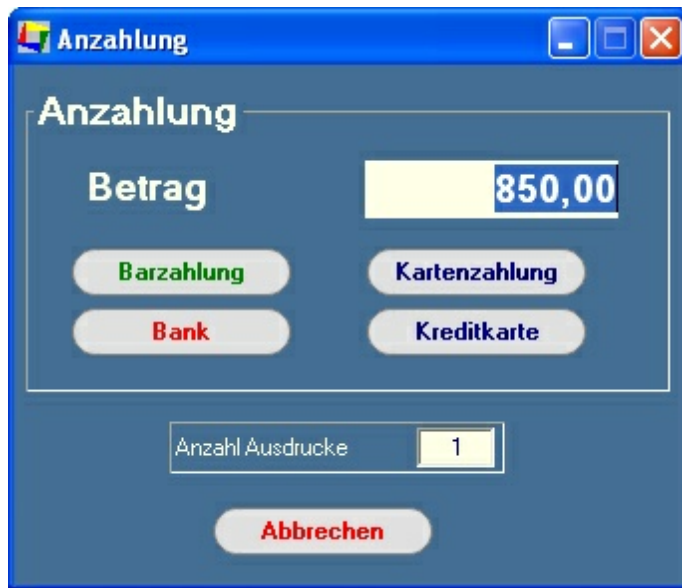 Anzahlung
Anzahlung
Betrag 850,00
Barzahlung Kartenzahlung
Bank Kreditkarte
Anzahl Ausdrucke 1
Abbrechen